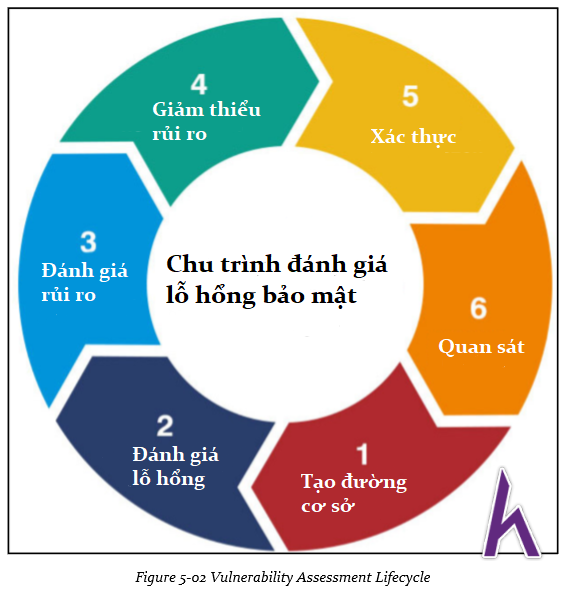 4
Giảm thiểu
rủi ro
5
Xác thực
3
Đánh giá
rủi ro
Chu trình đánh giá
lỗ hổng bảo mật
6
Quan sát
2
Đánh giá
lỗ hổng
1
Tạo đường
cơ sở
h
Figure 5-02 Vulnerability Assessment Lifecycle